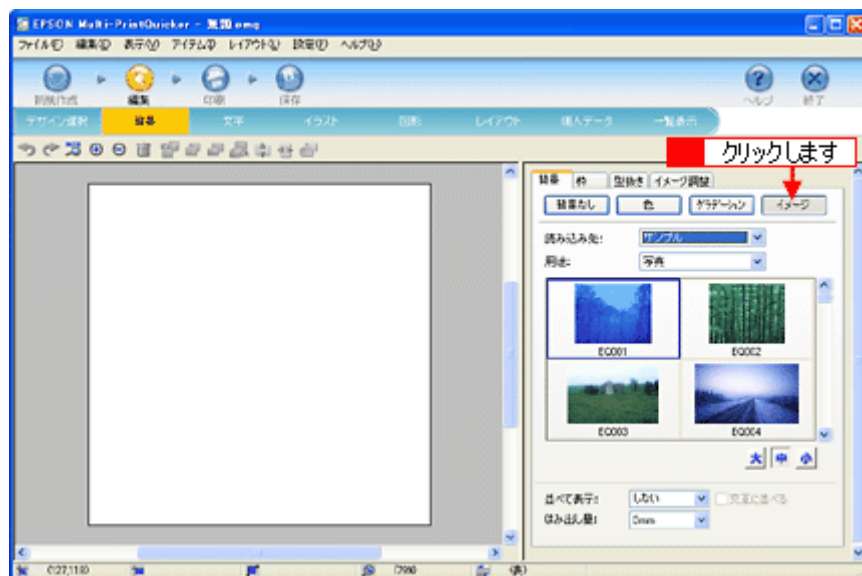 EPSON Multi-PrintQuicker - 無題.emq
ファイル(F) 編集(E) 表示(V) アイテム(I) レイアウト(L) 設定(T) ヘルプ(H)
新規作成 編集 印刷 保存 ヘルプ 終了
デザイン選択 背景 文字 イラスト 図形 レイアウト 差込データ 一覧表示
クリックします
背景 枠 型抜き イメージ調整
背景なし 色 グラデーション イメージ
読み込み先: サンプル
用途: 写真
EQ001 EQ002
EQ003 EQ004
大 中 小
並べて表示: しない 交互に並べる
はみ出し量: 0mm